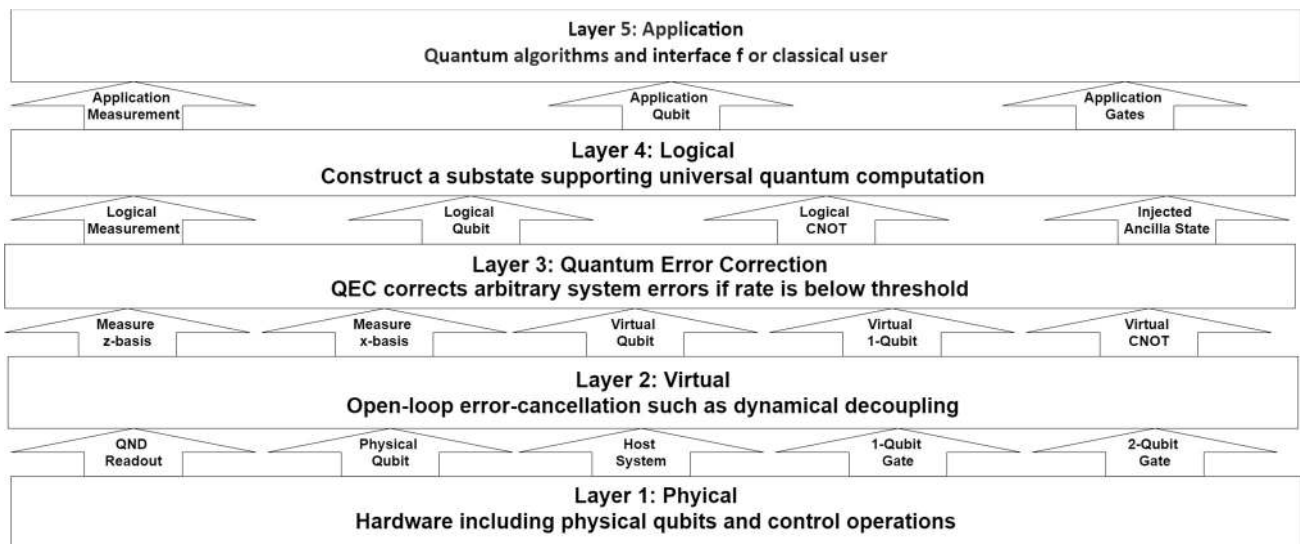 Layer 5: Application
Quantum algorithms and interface f or classical user
Application Measurement
Application Qubit
Application Gates
Layer 4: Logical
Construct a substate supporting universal quantum computation
Logical Measurement
Logical Qubit
Logical CNOT
Injected Ancilla State
Layer 3: Quantum Error Correction
QEC corrects arbitrary system errors if rate is below threshold
Measure z-basis
Measure x-basis
Virtual Qubit
Virtual 1-Qubit
Virtual CNOT
Layer 2: Virtual
Open-loop error-cancellation such as dynamical decoupling
QND Readout
Physical Qubit
Host System
1-Qubit Gate
2-Qubit Gate
Layer 1: Phyical
Hardware including physical qubits and control operations